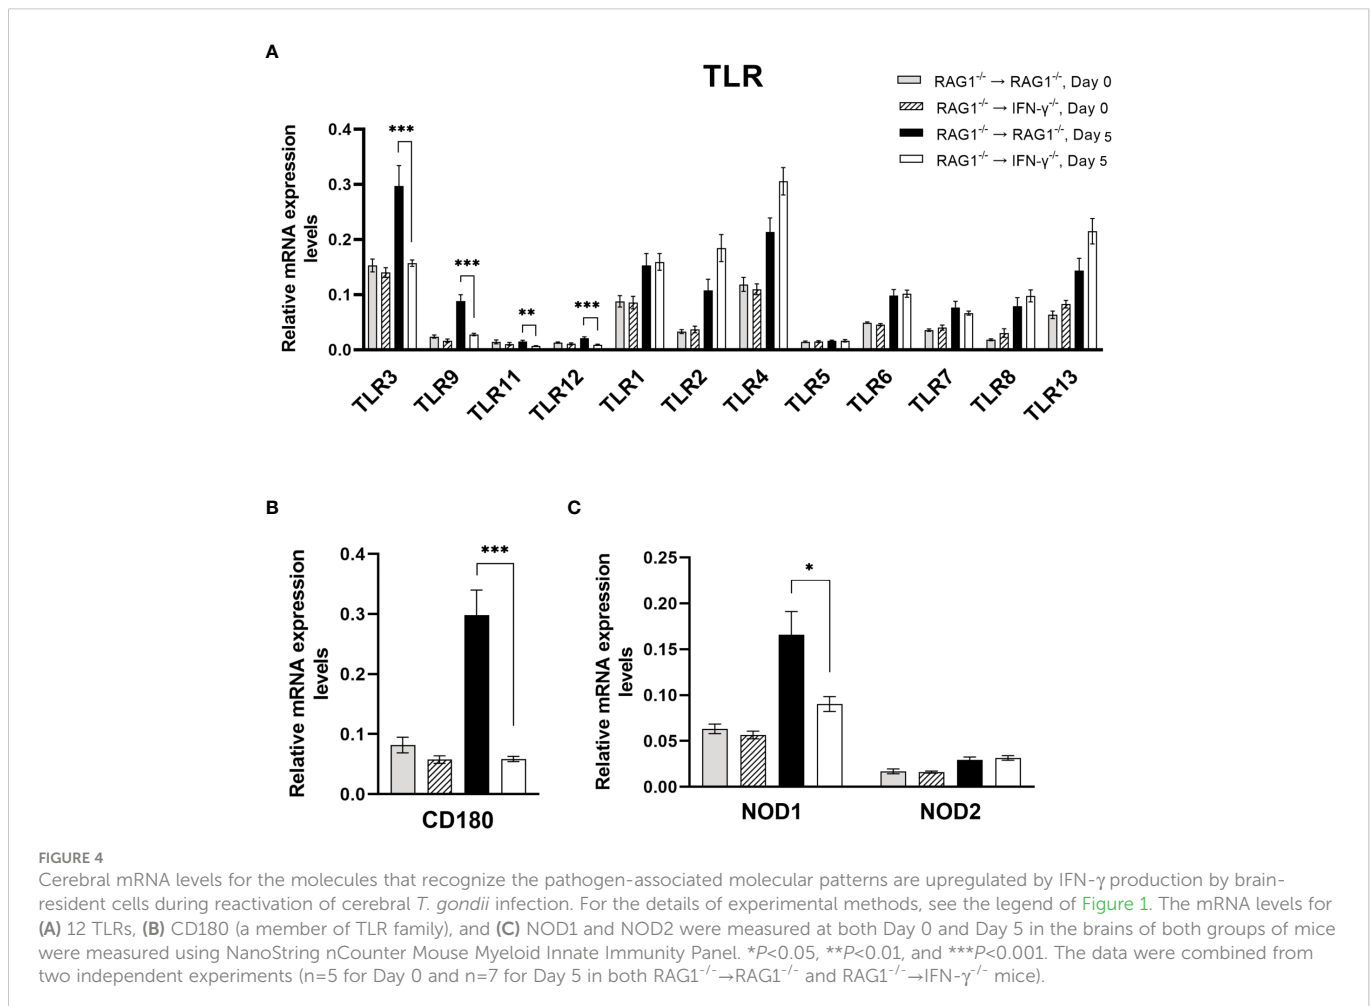 A
TLR
RAG1-/- → RAG1-/-, Day 0
RAG1-/- → IFN-γ-/-, Day 0
RAG1-/- → RAG1-/-, Day 5
RAG1-/- → IFN-γ-/-, Day 5
Relative mRNA expression
levels
0.4
0.3
0.2
0.1
0.0
***
***
**
***
TLR3
TLR9
TLR11
TLR12
TLR1
TLR2
TLR4
TLR5
TLR6
TLR7
TLR8
TLR13
B
Relative mRNA expression
levels
0.4
0.3
0.2
0.1
0.0
***
CD180
C
Relative mRNA expression
levels
0.25
0.20
0.15
0.10
0.05
0.00
*
NOD1
NOD2
FIGURE 4
Cerebral mRNA levels for the molecules that recognize the pathogen-associated molecular patterns are upregulated by IFN-γ production by brain-
resident cells during reactivation of cerebral T. gondii infection. For the details of experimental methods, see the legend of Figure 1. The mRNA levels for
(A) 12 TLRs, (B) CD180 (a member of TLR family), and (C) NOD1 and NOD2 were measured at both Day 0 and Day 5 in the brains of both groups of mice
were measured using NanoString nCounter Mouse Myeloid Innate Immunity Panel. *P<0.05, **P<0.01, and ***P<0.001. The data were combined from
two independent experiments (n=5 for Day 0 and n=7 for Day 5 in both RAG1-/-→RAG1-/- and RAG1-/-→IFN-γ-/- mice).